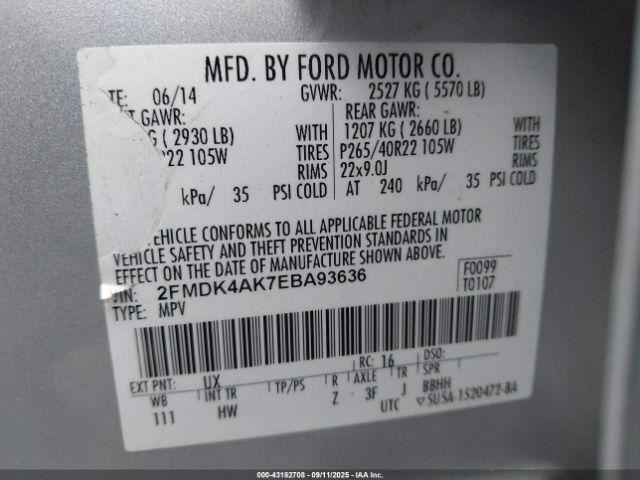 MFD. BY FORD MOTOR CO.
TE: 06/14 GVWR: 2527 KG ( 5570 LB)
GAWR: REAR GAWR:
G ( 2930 LB) WITH 1207 KG ( 2660 LB) WITH
R22 105W TIRES P265/40R22 105W TIRES
RIMS 22x9.0J RIMS
kPa/ 35 PSI COLD AT 240 kPa/ 35 PSI COLD
VEHICLE CONFORMS TO ALL APPLICABLE FEDERAL MOTOR
VEHICLE SAFETY AND THEFT PREVENTION STANDARDS IN
EFFECT ON THE DATE OF MANUFACTURE SHOWN ABOVE.
VIN: 2FMDK4AK7EBA93636 F0099
TYPE: MPV T0107
RC: 16 DSO:
EXT PNT: UX
WB INT TR TP/PS R AXLE TR SPR
111 HW Z 3F J BBHH
UTC ▽5U5A-1520472-BA
000-43182708 - 09/11/2025 - IAA, Inc.